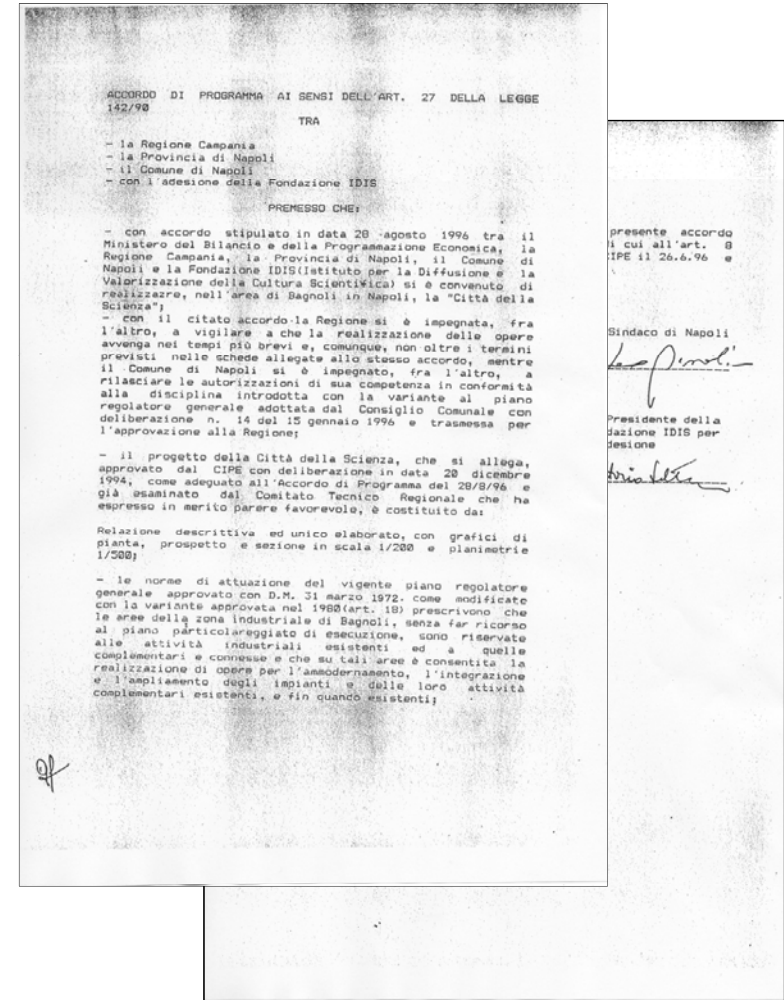 ACCORDO DI PROGRAMMA AI SENSI DELL'ART. 27 DELLA LEGGE
142/90
TRA
- la Regione Campania
- la Provincia di Napoli
- il Comune di Napoli
- con l'adesione della Fondazione IDIS
PREMESSO CHE:
- con accordo stipulato in data 28 agosto 1996 tra il
Ministero del Bilancio e della Programmazione Economica, la
Regione Campania, la Provincia di Napoli, il Comune di
Napoli e la Fondazione IDIS(Istituto per la Diffusione e la
Valorizzazione della Cultura Scientifica) si è convenuto di
realizzazre, nell'area di Bagnoli in Napoli, la "Città della
Scienza";
- con il citato accordo la Regione si è impegnata, fra
l'altro, a vigilare a che la realizzazione delle opere
avvenga nei tempi più brevi e, comunque, non oltre i termini
previsti nelle schede allegate allo stesso accordo, mentre
il Comune di Napoli si è impegnato, fra l'altro, a
rilasciare le autorizzazioni di sua competenza in conformità
alla disciplina introdotta con la variante al piano
regolatore generale adottata dal Consiglio Comunale con
deliberazione n. 14 del 15 gennaio 1996 e trasmessa per
l'approvazione alla Regione;
- il progetto della Città della Scienza, che si allega,
approvato dal CIPE con deliberazione in data 20 dicembre
1994, come adeguato all'Accordo di Programma del 28/8/96 e
già esaminato dal Comitato Tecnico Regionale che ha
espresso in merito parere favorevole, è costituito da:
Relazione descrittiva ed unico elaborato, con grafici di
pianta, prospetto e sezione in scala 1/200 e planimetrie
1/500;
- le norme di attuazione del vigente piano regolatore
generale approvato con D.M. 31 marzo 1972. come modificate
con la variante approvata nel 1980(art. 18) prescrivono che
le aree della zona industriale di Bagnoli, senza far ricorso
al piano particolareggiato di esecuzione, sono riservate
alle attività industriali esistenti ed a quelle
complementari e connesse e che su tali aree è consentita la
realizzazione di opere per l'ammodernamento, l'integrazione
e l'ampliamento degli impianti e delle loro attività
complementari esistenti, e fin quando esistenti;
presente accordo
i cui all'art. 8
CIPE il 26.6.96 e
Sindaco di Napoli
Presidente della
dazione IDIS per
desione